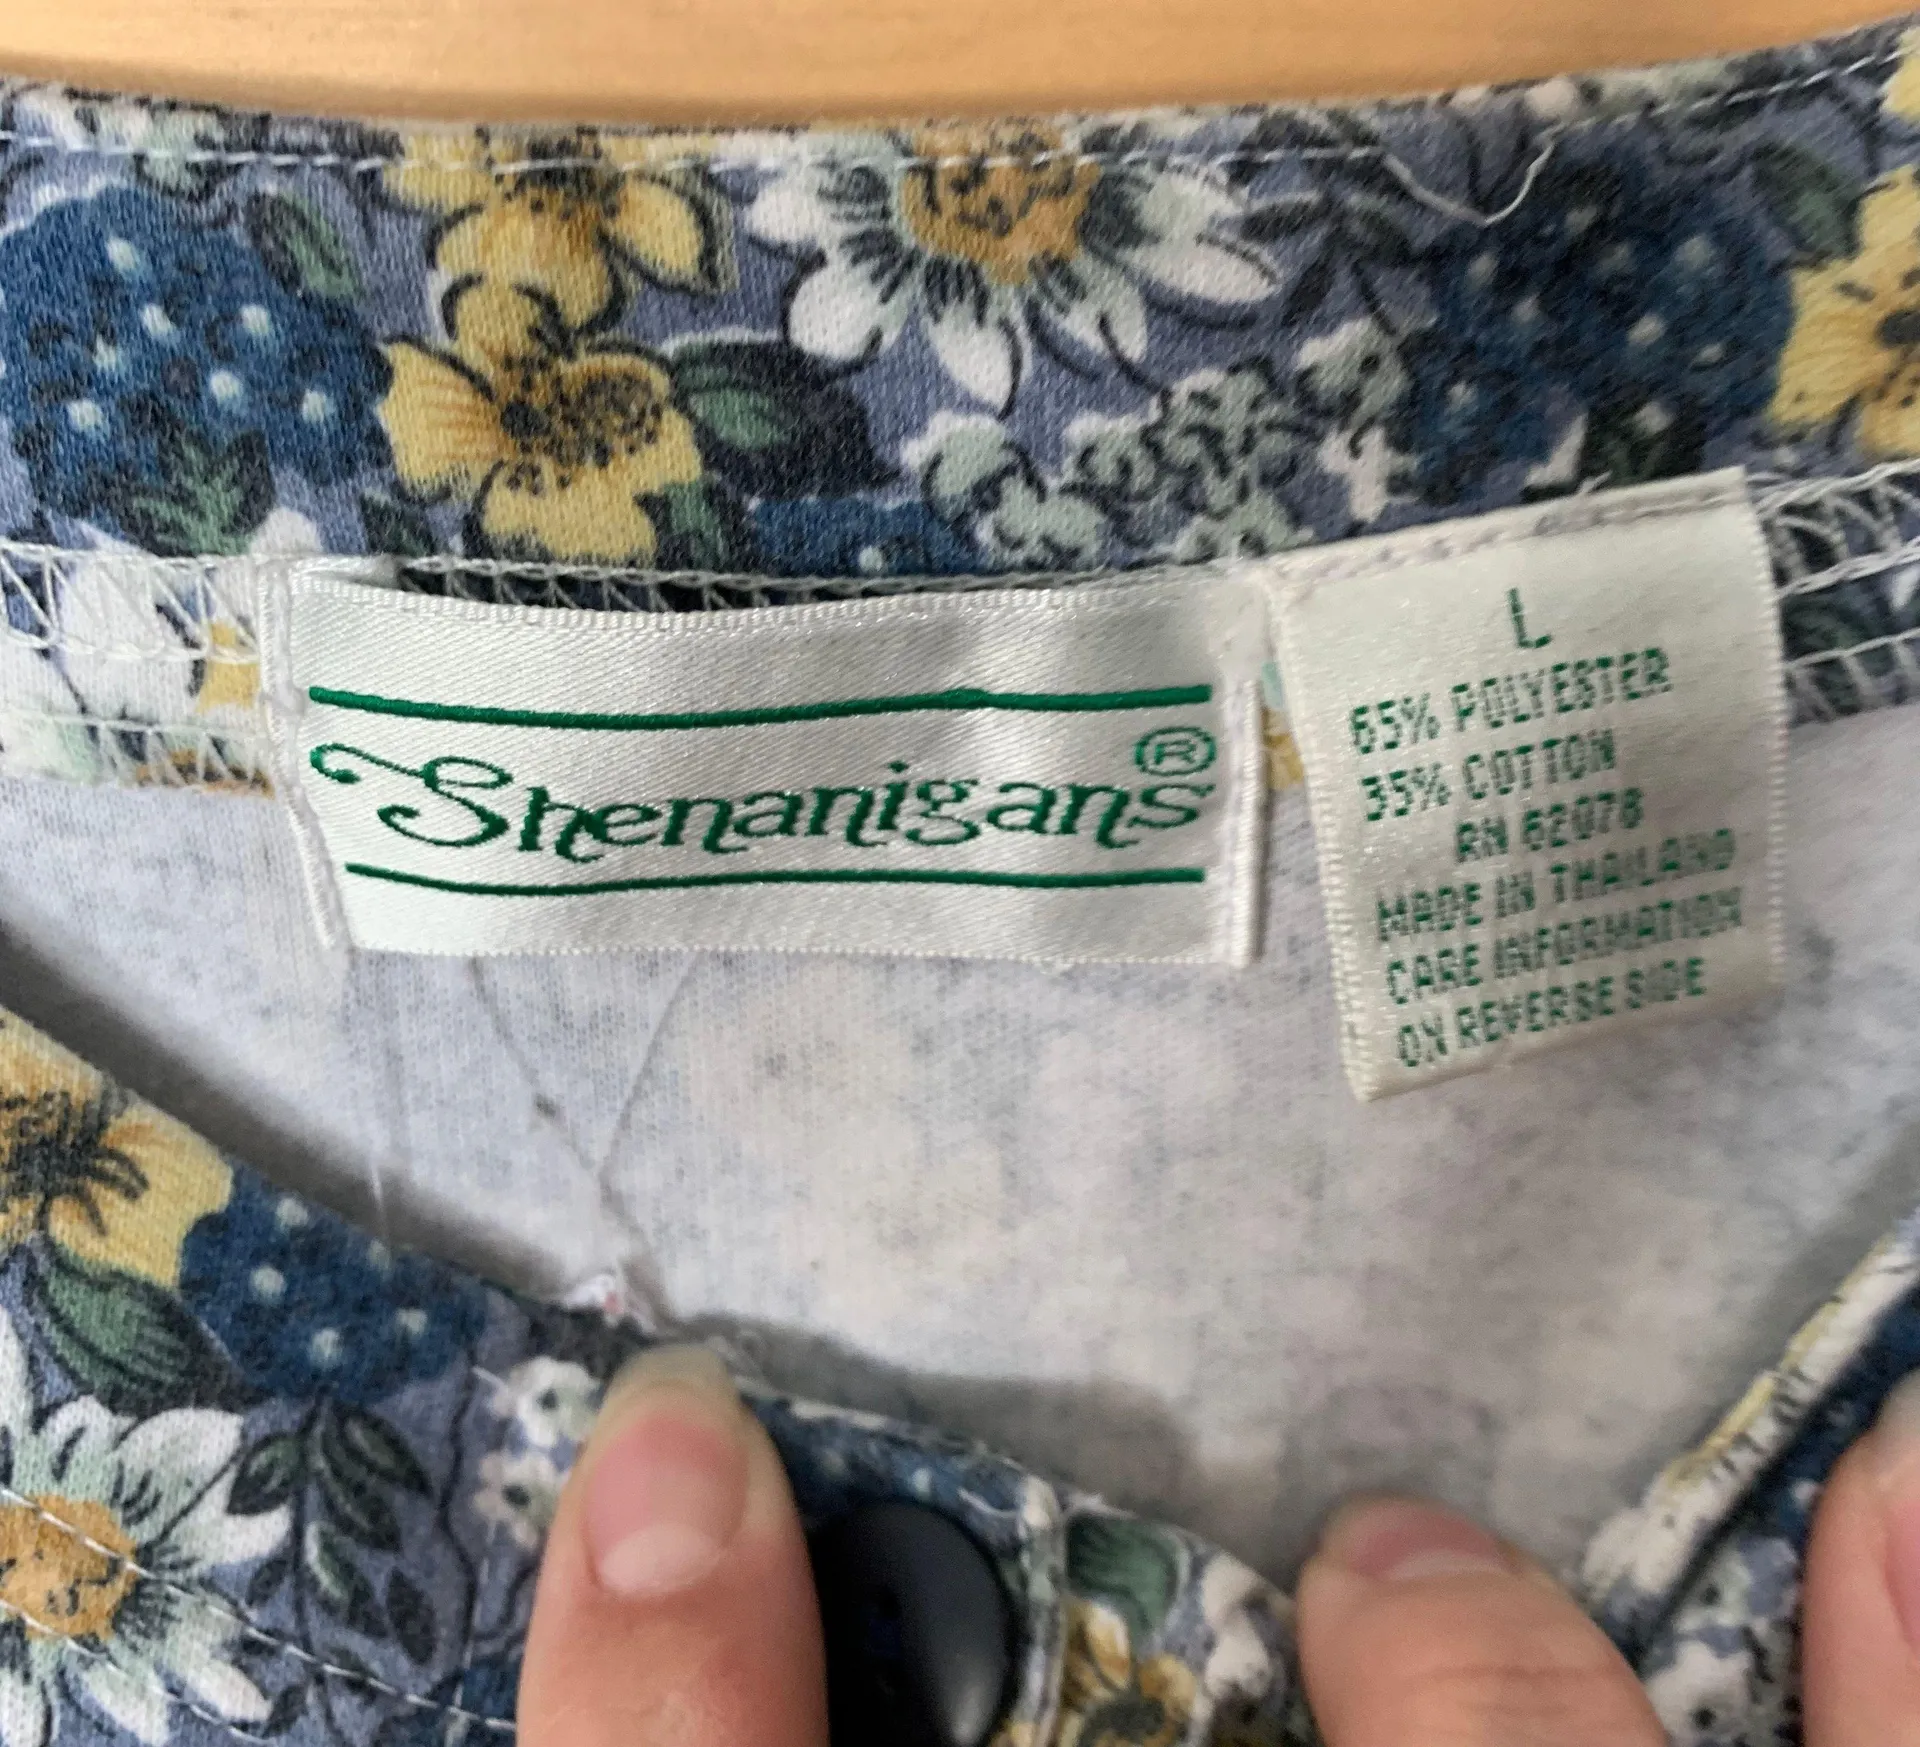 Shenanigans®
L
65% POLYESTER
35% COTTON
RN 62078
MADE IN THAILAND
CARE INFORMATION
ON REVERSE SIDE